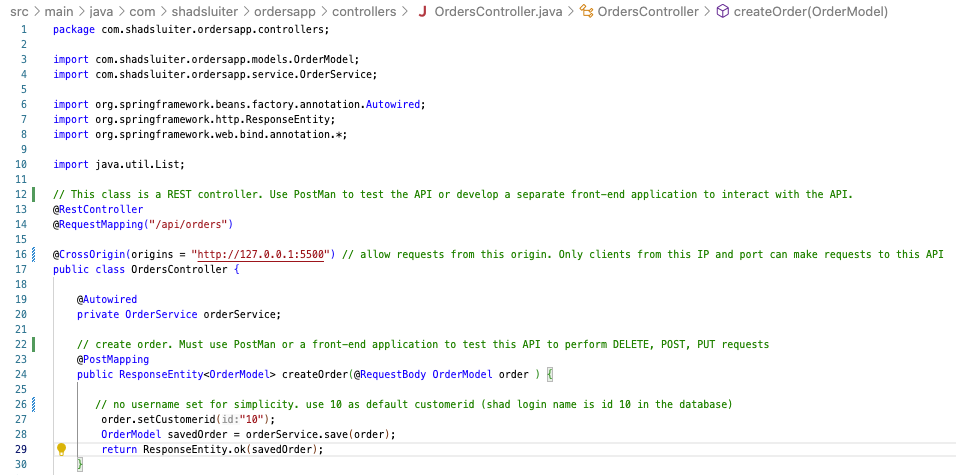 src > main > java > com > shadsluiter > ordersapp > controllers > J OrdersController.java > OrdersController > createOrder(OrderModel)
1 package com.shadsluiter.ordersapp.controllers;
2
3 import com.shadsluiter.ordersapp.models.OrderModel;
4 import com.shadsluiter.ordersapp.service.OrderService;
5
6 import org.springframework.beans.factory.annotation.Autowired;
7 import org.springframework.http.ResponseEntity;
8 import org.springframework.web.bind.annotation.*;
9
10 import java.util.List;
11
12 // This class is a REST controller. Use PostMan to test the API or develop a separate front-end application to interact with the API.
13 @RestController
14 @RequestMapping("/api/orders")
15
16 @CrossOrigin(origins = "http://127.0.0.1:5500") // allow requests from this origin. Only clients from this IP and port can make requests to this API
17 public class OrdersController {
18
19 @Autowired
20 private OrderService orderService;
21
22 // create order. Must use PostMan or a front-end application to test this API to perform DELETE, POST, PUT requests
23 @PostMapping
24 public ResponseEntity<OrderModel> createOrder(@RequestBody OrderModel order ) {
25
26 // no username set for simplicity. use 10 as default customerid (shad login name is id 10 in the database)
27 order.setCustomerid(id:"10");
28 OrderModel savedOrder = orderService.save(order);
29 return ResponseEntity.ok(savedOrder);
30 }